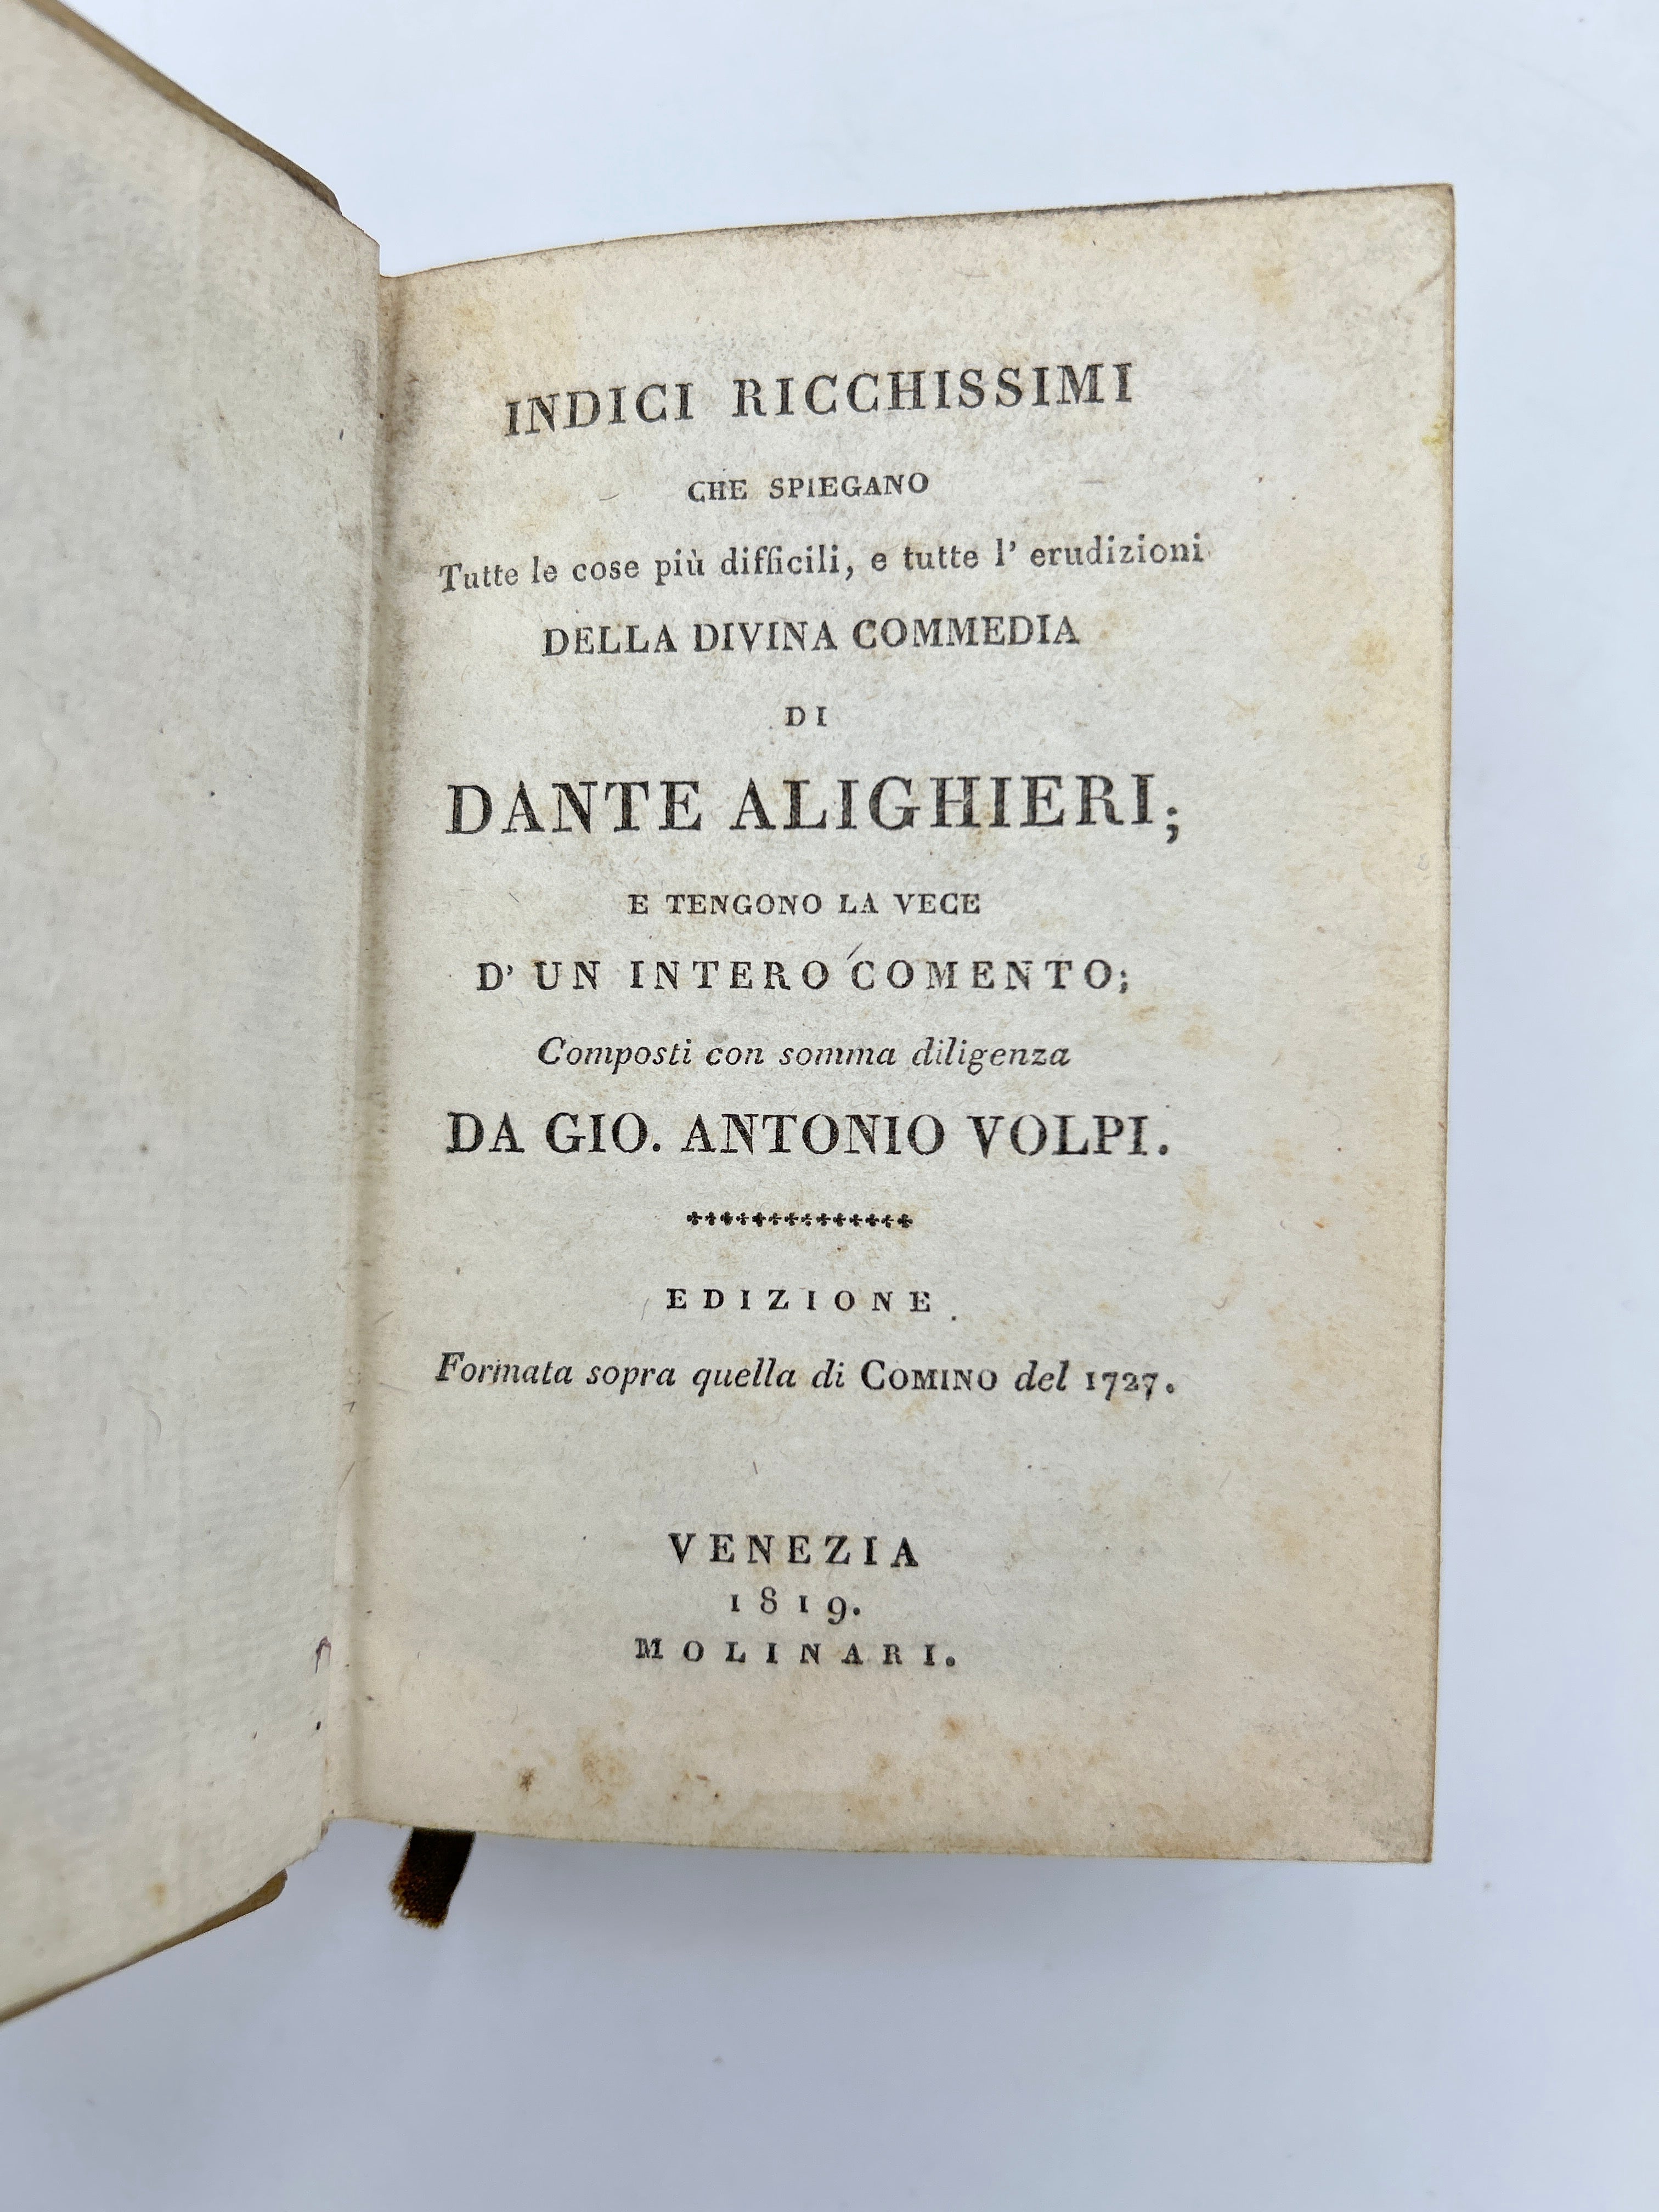 INDICI RICCHISSIMI
CHE SPIEGANO
Tutte le cose più difficili, e tutte l' erudizioni
DELLA DIVINA COMMEDIA
DI
DANTE ALIGHIERI;
E TENGONO LA VECE
D' UN INTERO COMENTO;
Composti con somma diligenza
DA GIO. ANTONIO VOLPI.
EDIZIONE
Formata sopra quella di COMINO del 1727.
VENEZIA
1819.
MOLINARI.